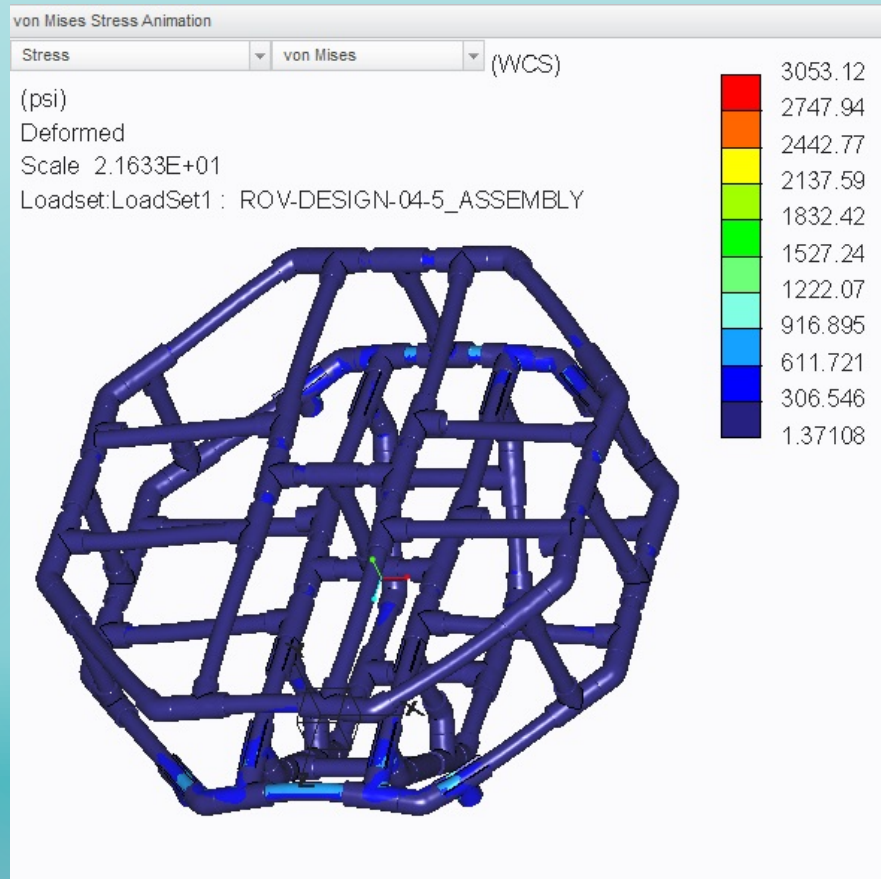 von Mises Stress Animation
Stress von Mises (WCS)
(psi)
Deformed
Scale 2.1633E+01
Loadset:LoadSet1 : ROV-DESIGN-04-5_ASSEMBLY
3053.12
2747.94
2442.77
2137.59
1832.42
1527.24
1222.07
916.895
611.721
306.546
1.37108
X